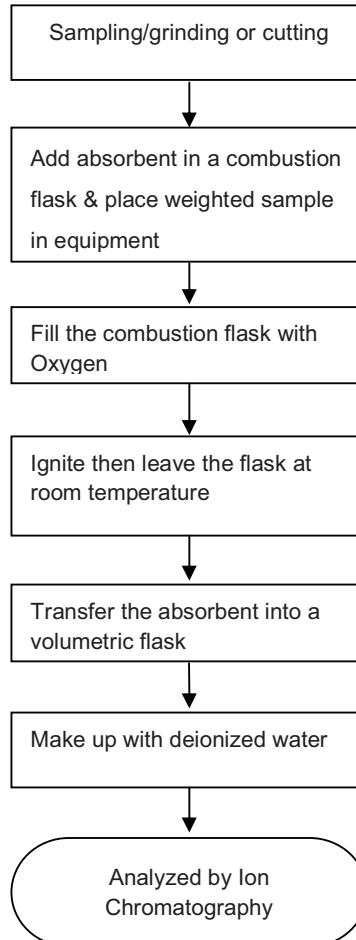 Sampling/grinding or cutting
Add absorbent in a combustion
flask & place weighted sample
in equipment
Fill the combustion flask with
Oxygen
Ignite then leave the flask at
room temperature
Transfer the absorbent into a
volumetric flask
Make up with deionized water
Analyzed by Ion
Chromatography